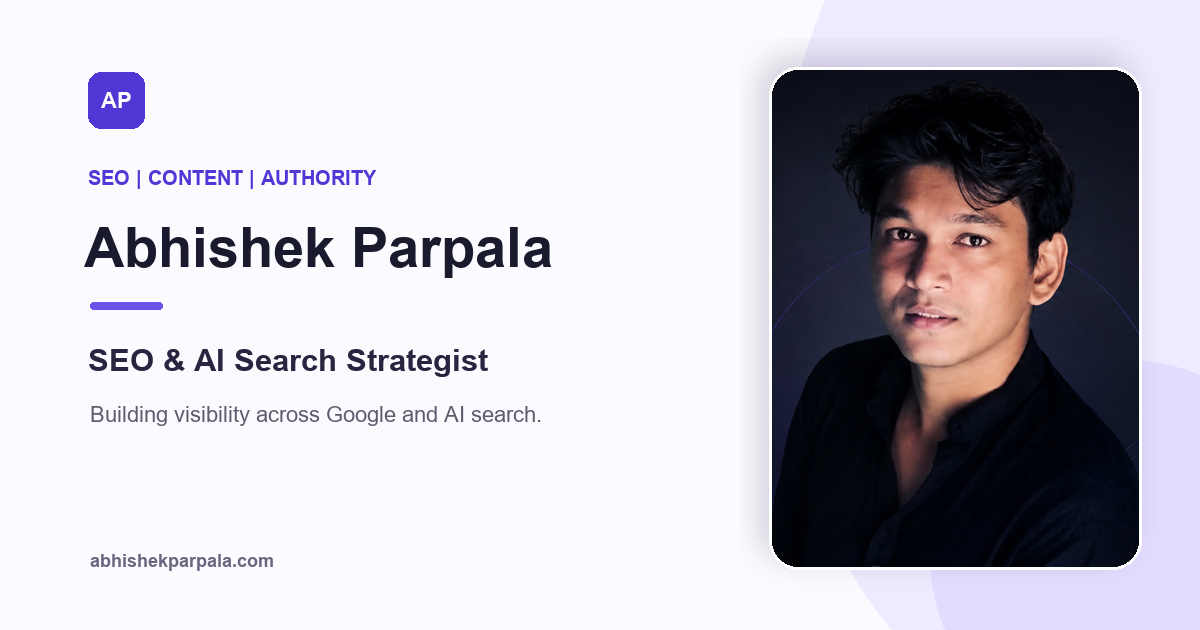 AP
SEO | CONTENT | AUTHORITY
Abhishek Parpala
SEO & AI Search Strategist
Building visibility across Google and AI search.
abhishekparpala.com